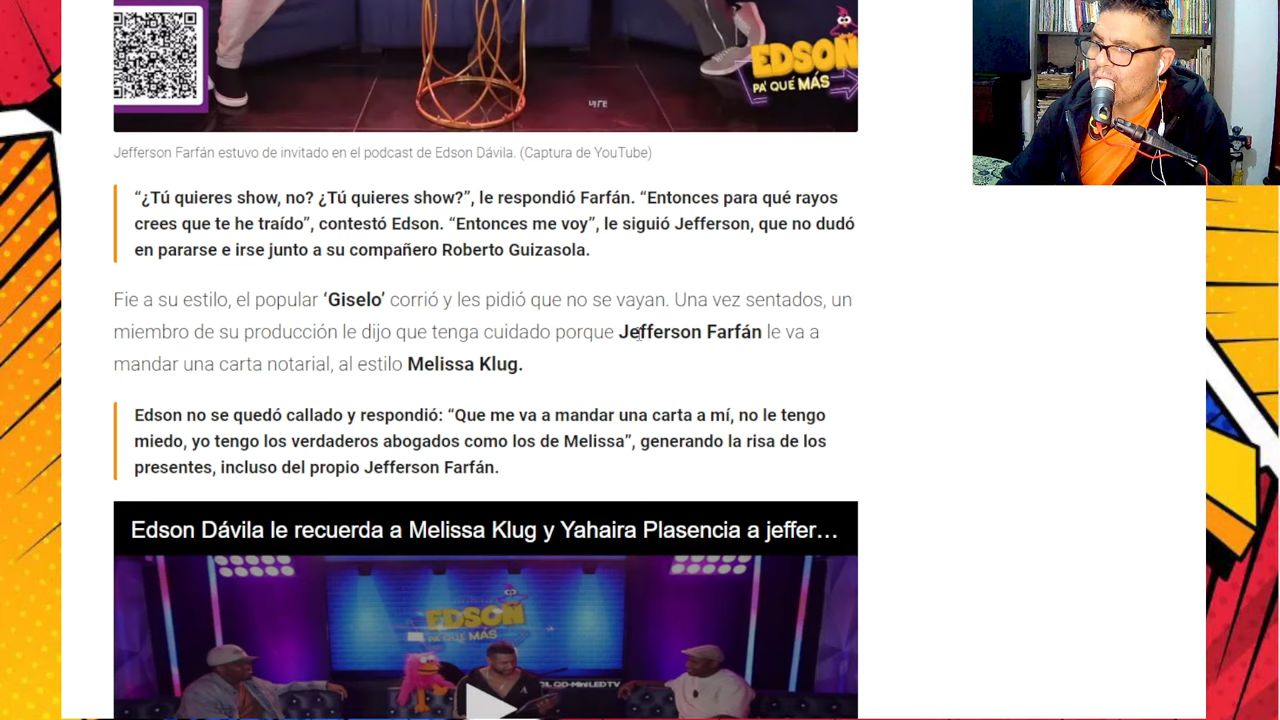 EDSON
PA' QUÉ MÁS
Jefferson Farfán estuvo de invitado en el podcast de Edson Dávila. (Captura de YouTube)
“¿Tú quieres show, no? ¿Tú quieres show?”, le respondió Farfán. “Entonces para qué rayos
crees que te he traído”, contestó Edson. “Entonces me voy”, le siguió Jefferson, que no dudó
en pararse e irse junto a su compañero Roberto Guizasola.
Fie a su estilo, el popular ‘Giselo’ corrió y les pidió que no se vayan. Una vez sentados, un
miembro de su producción le dijo que tenga cuidado porque Jefferson Farfán le va a
mandar una carta notarial, al estilo Melissa Klug.
Edson no se quedó callado y respondió: “Que me va a mandar una carta a mí, no le tengo
miedo, yo tengo los verdaderos abogados como los de Melissa”, generando la risa de los
presentes, incluso del propio Jefferson Farfán.
Edson Dávila le recuerda a Melissa Klug y Yahaira Plasencia a jeffer…
EDSON
PA' QUÉ MÁS
QD-Mini LED TV